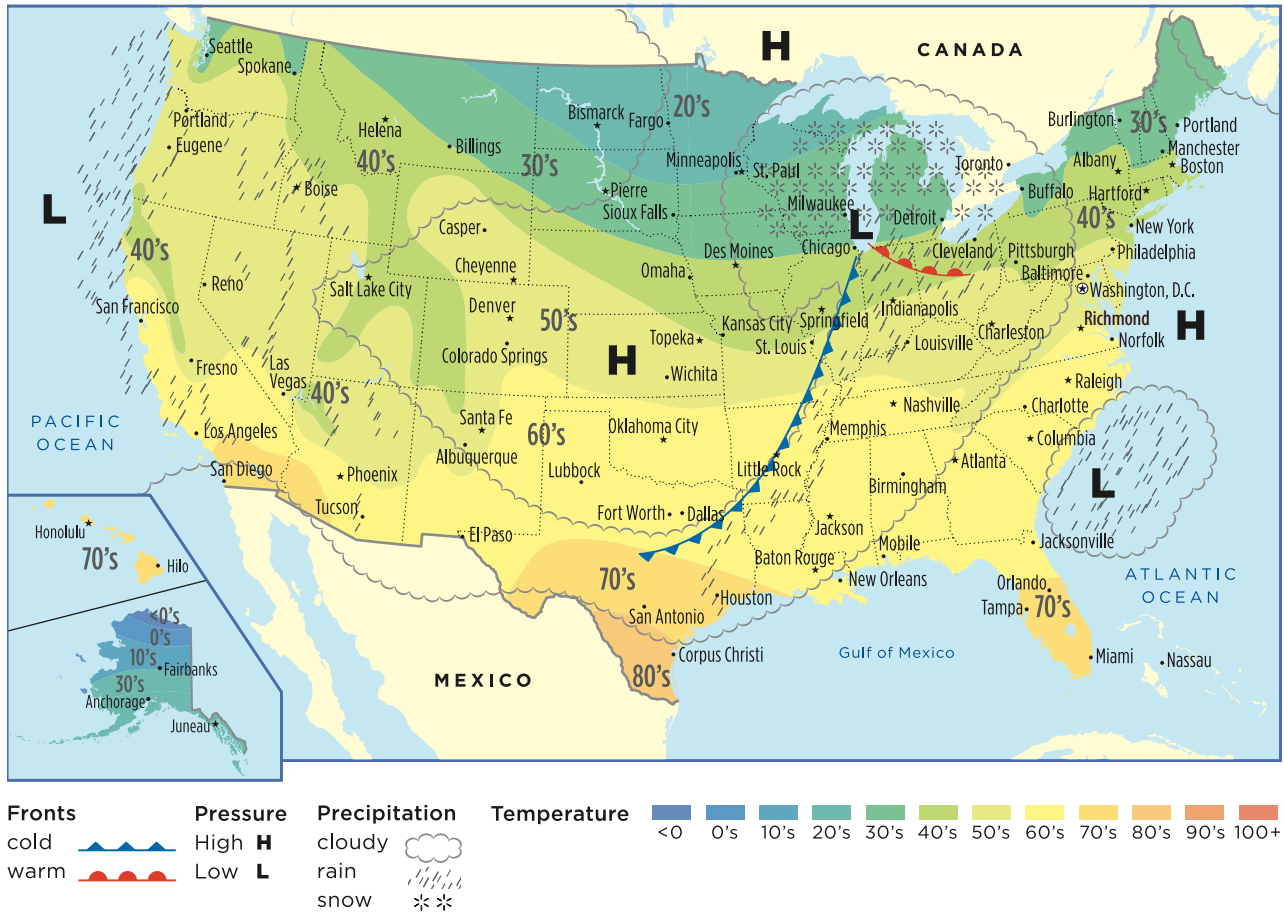 H
CANADA
Seattle
Spokane
L
Portland
Eugene
Helena
40's
Billings
Boise
Bismarck
Fargo
20's
30's
Minneapolis
St. Paul
Pierre
Sioux Falls
Milwaukee
L
Detroit
Toronto
Burlington
30's
Portland
Manchester
Albany
Boston
Buffalo
Hartford
40's
New York
Casper
Cheyenne
Des Moines
Omaha
Chicago
Cleveland
Pittsburgh
Philadelphia
Baltimore
Washington, D.C.
40's
Reno
San Francisco
Salt Lake City
Denver
50's
Colorado Springs
Topeka
Kansas City
Springfield
St. Louis
Indianapolis
Louisville
Charleston
Richmond
Norfolk
H
H
Wichita
Fresno
Las
Vegas
40's
Raleigh
Nashville
Charlotte
PACIFIC
OCEAN
Los Angeles
Santa Fe
Albuquerque
60's
Oklahoma City
Memphis
Columbia
San Diego
Phoenix
Tucson
Lubbock
Little Rock
Atlanta
Birmingham
L
Fort Worth
Dallas
El Paso
Jackson
Baton Rouge
Mobile
New Orleans
Jacksonville
70's
San Antonio
Houston
Orlando
Tampa
70's
ATLANTIC
OCEAN
Honolulu
70's
Hilo
80's
Corpus Christi
Gulf of Mexico
Miami
Nassau
MEXICO
<0's
0's
10's
Fairbanks
30's
Anchorage
Juneau
Fronts
cold
warm
Pressure
High H
Low L
Precipitation
cloudy
rain
snow
Temperature
<0 0's 10's 20's 30's 40's 50's 60's 70's 80's 90's 100+